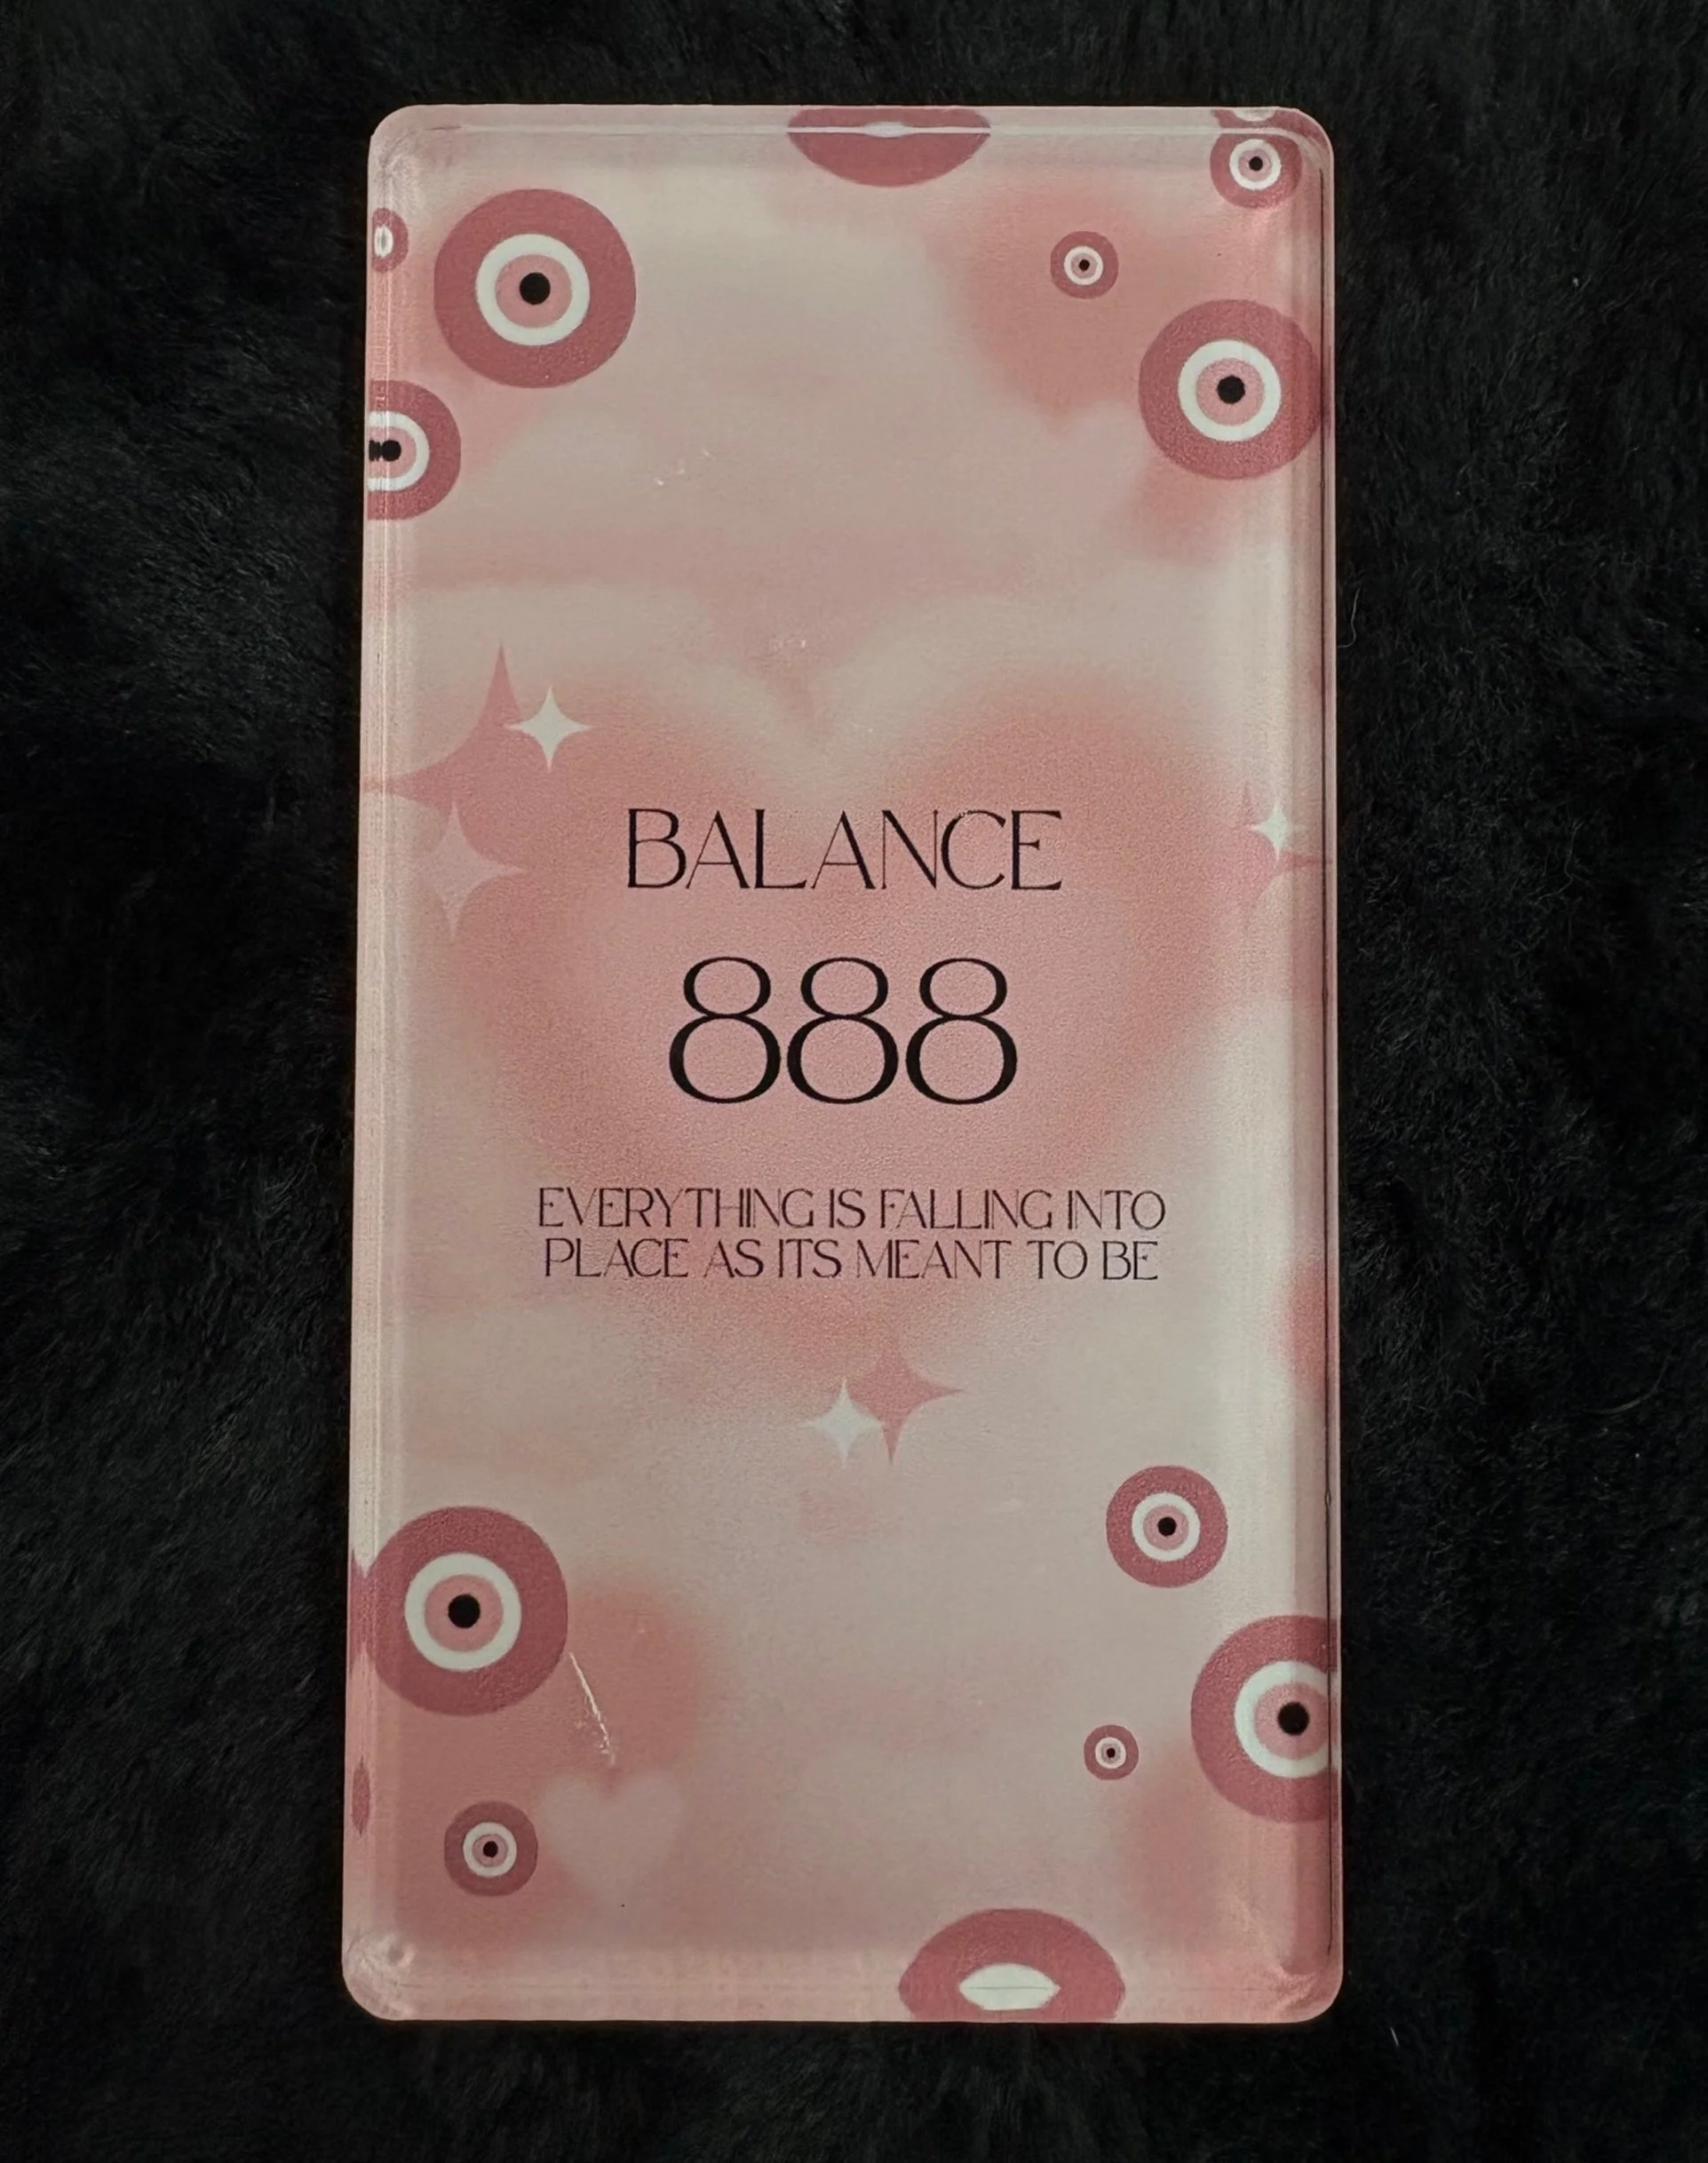 BALANCE
888
EVERYTHING IS FALLING INTO
PLACE AS ITS MEANT TO BE